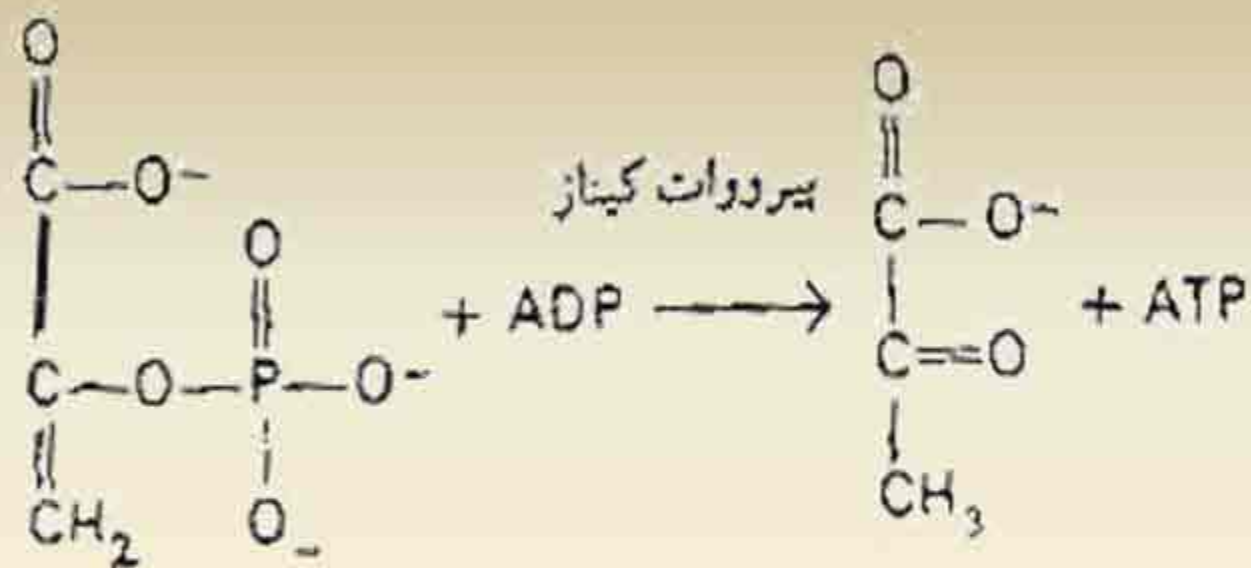 O O
C—O⁻ پیرووات کیناز C—O⁻
O
+ ADP ⟶ + ATP
C—O—P—O⁻ C=O
CH₂ O₋ CH₃